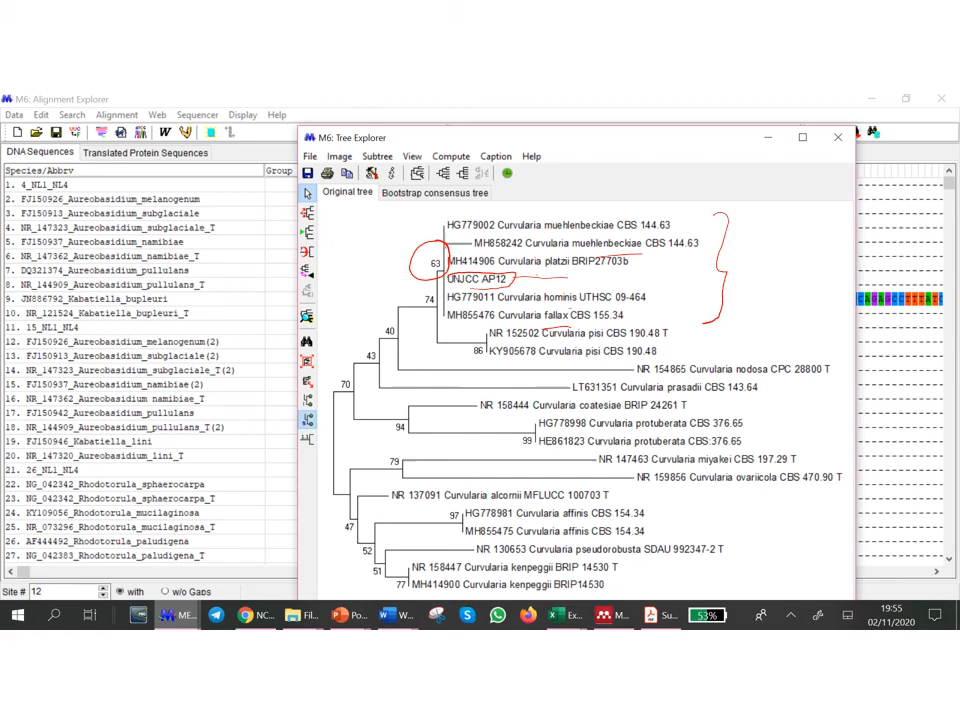 M6: Alignment Explorer
Data Edit Search Alignment Web Sequencer Display Help
W
DNA Sequences Translated Protein Sequences
Species/Abbrv Group
1. 4_NL1_NL4
2. FJ150926_Aureobasidium_melanogenum
3. FJ150913_Aureobasidium_subglaciale
4. NR_147323_Aureobasidium_subglaciale_T
5. FJ150937_Aureobasidium_namibiae
6. NR_147362_Aureobasidium_namibiae_T
7. DQ321374_Aureobasidium_pullulans
8. NR_144909_Aureobasidium_pullulans_T
9. JN886792_Kabatiella_bupleuri
10. NR_121524_Kabatiella_bupleuri_T
11. 15_NL1_NL4
12. FJ150926_Aureobasidium_melanogenum(2)
13. FJ150913_Aureobasidium_subglaciale(2)
14. NR_147323_Aureobasidium_subglaciale_T(2)
15. FJ150937_Aureobasidium_namibiae(2)
16. NR_147362_Aureobasidium namibiae_T
17. FJ150942_Aureobasidium_pullulans
18. NR_144909_Aureobasidium_pullulans_T(2)
19. FJ150946_Kabatiella_lini
20. NR_147320_Aureobasidium_lini_T
21. 26_NL1_NL4
22. NG_042342_Rhodotorula_sphaerocarpa
23. NG_042342_Rhodotorula_sphaerocarpa_T
24. KY109056_Rhodotorula_mucilaginosa
25. NR_073296_Rhodotorula_mucilaginosa_T
26. AF444492_Rhodotorula_paludigena
27. NG_042383_Rhodotorula_paludigena_T
Site # 12 with w/o Gaps
M6: Tree Explorer
File Image Subtree View Compute Caption Help
Original tree Bootstrap consensus tree
HG779002 Curvularia muehlenbeckiae CBS 144.63
MH858242 Curvularia muehlenbeckiae CBS 144.63
63
MH414906 Curvularia platzii BRIP27703b
UNJCC AP12
74
HG779011 Curvularia hominis UTHSC 09-464
MH855476 Curvularia fallax CBS 155.34
40
NR 152502 Curvularia pisi CBS 190.48 T
86
KY905678 Curvularia pisi CBS 190.48
43
NR 154865 Curvularia nodosa CPC 28800 T
70
LT631351 Curvularia prasadii CBS 143.64
NR 158444 Curvularia coatesiae BRIP 24261 T
94
HG778998 Curvularia protuberata CBS 376.65
99
HE861823 Curvularia protuberata CBS:376.65
79
NR 147463 Curvularia miyakei CBS 197.29 T
NR 159856 Curvularia ovariicola CBS 470.90 T
NR 137091 Curvularia alcornii MFLUCC 100703 T
97
HG778981 Curvularia affinis CBS 154.34
47
MH855475 Curvularia affinis CBS 154.34
52
NR 130653 Curvularia pseudorobusta SDAU 992347-2 T
51
NR 158447 Curvularia kenpeggii BRIP 14530 T
77
MH414900 Curvularia kenpeggii BRIP14530
CAGAGCCTTTATC
ME... NC... Fil... Po... W... Ex... M... Su... 53%
19:55
02/11/2020